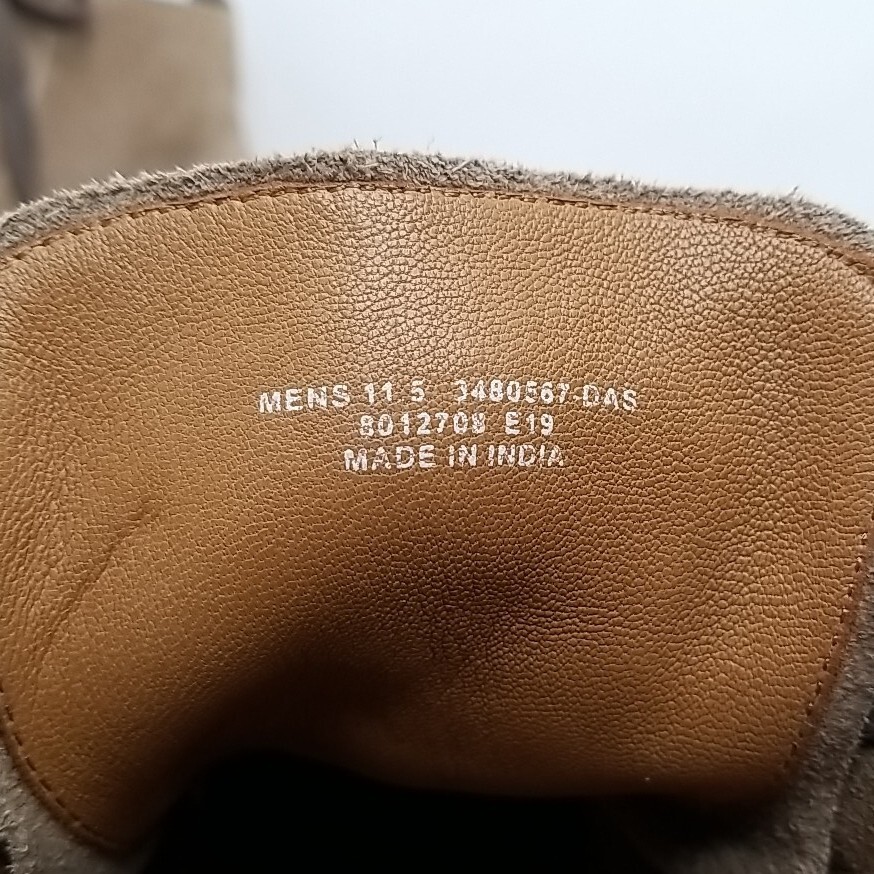 MENS 11 5 3480567-DAS
8012708 E19
MADE IN INDIA